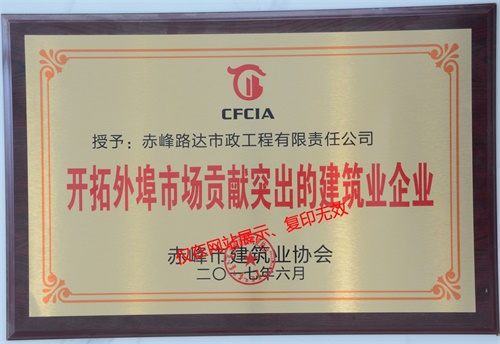 CFCIA
授予：赤峰路达市政工程有限责任公司
开拓外埠市场贡献突出的建筑业企业
仅在网站展示、复印无效
赤峰市建筑业协会
二〇一七年六月